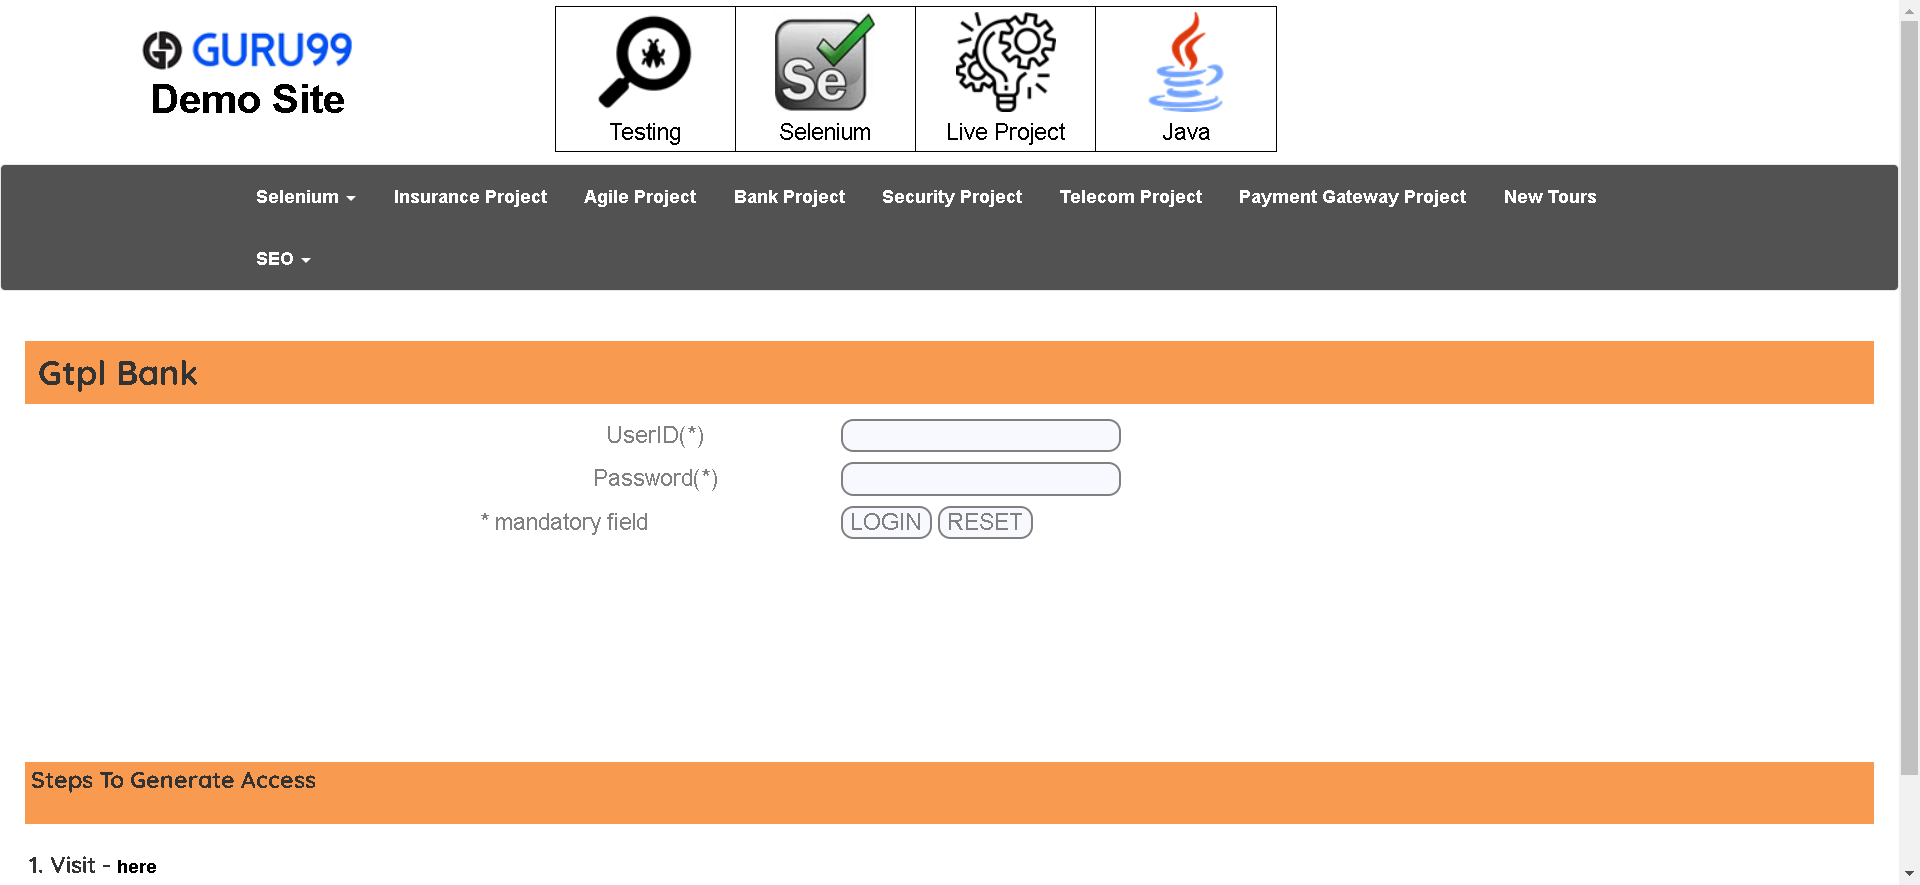 GURU99
Demo Site
Se
Testing
Selenium
Live Project
Java
Selenium
Insurance Project
Agile Project
Bank Project
Security Project
Telecom Project
Payment Gateway Project
New Tours
SEO
Gtpl Bank
UserID(*)
Password(*)
* mandatory field
LOGIN
RESET
Steps To Generate Access
1. Visit - here